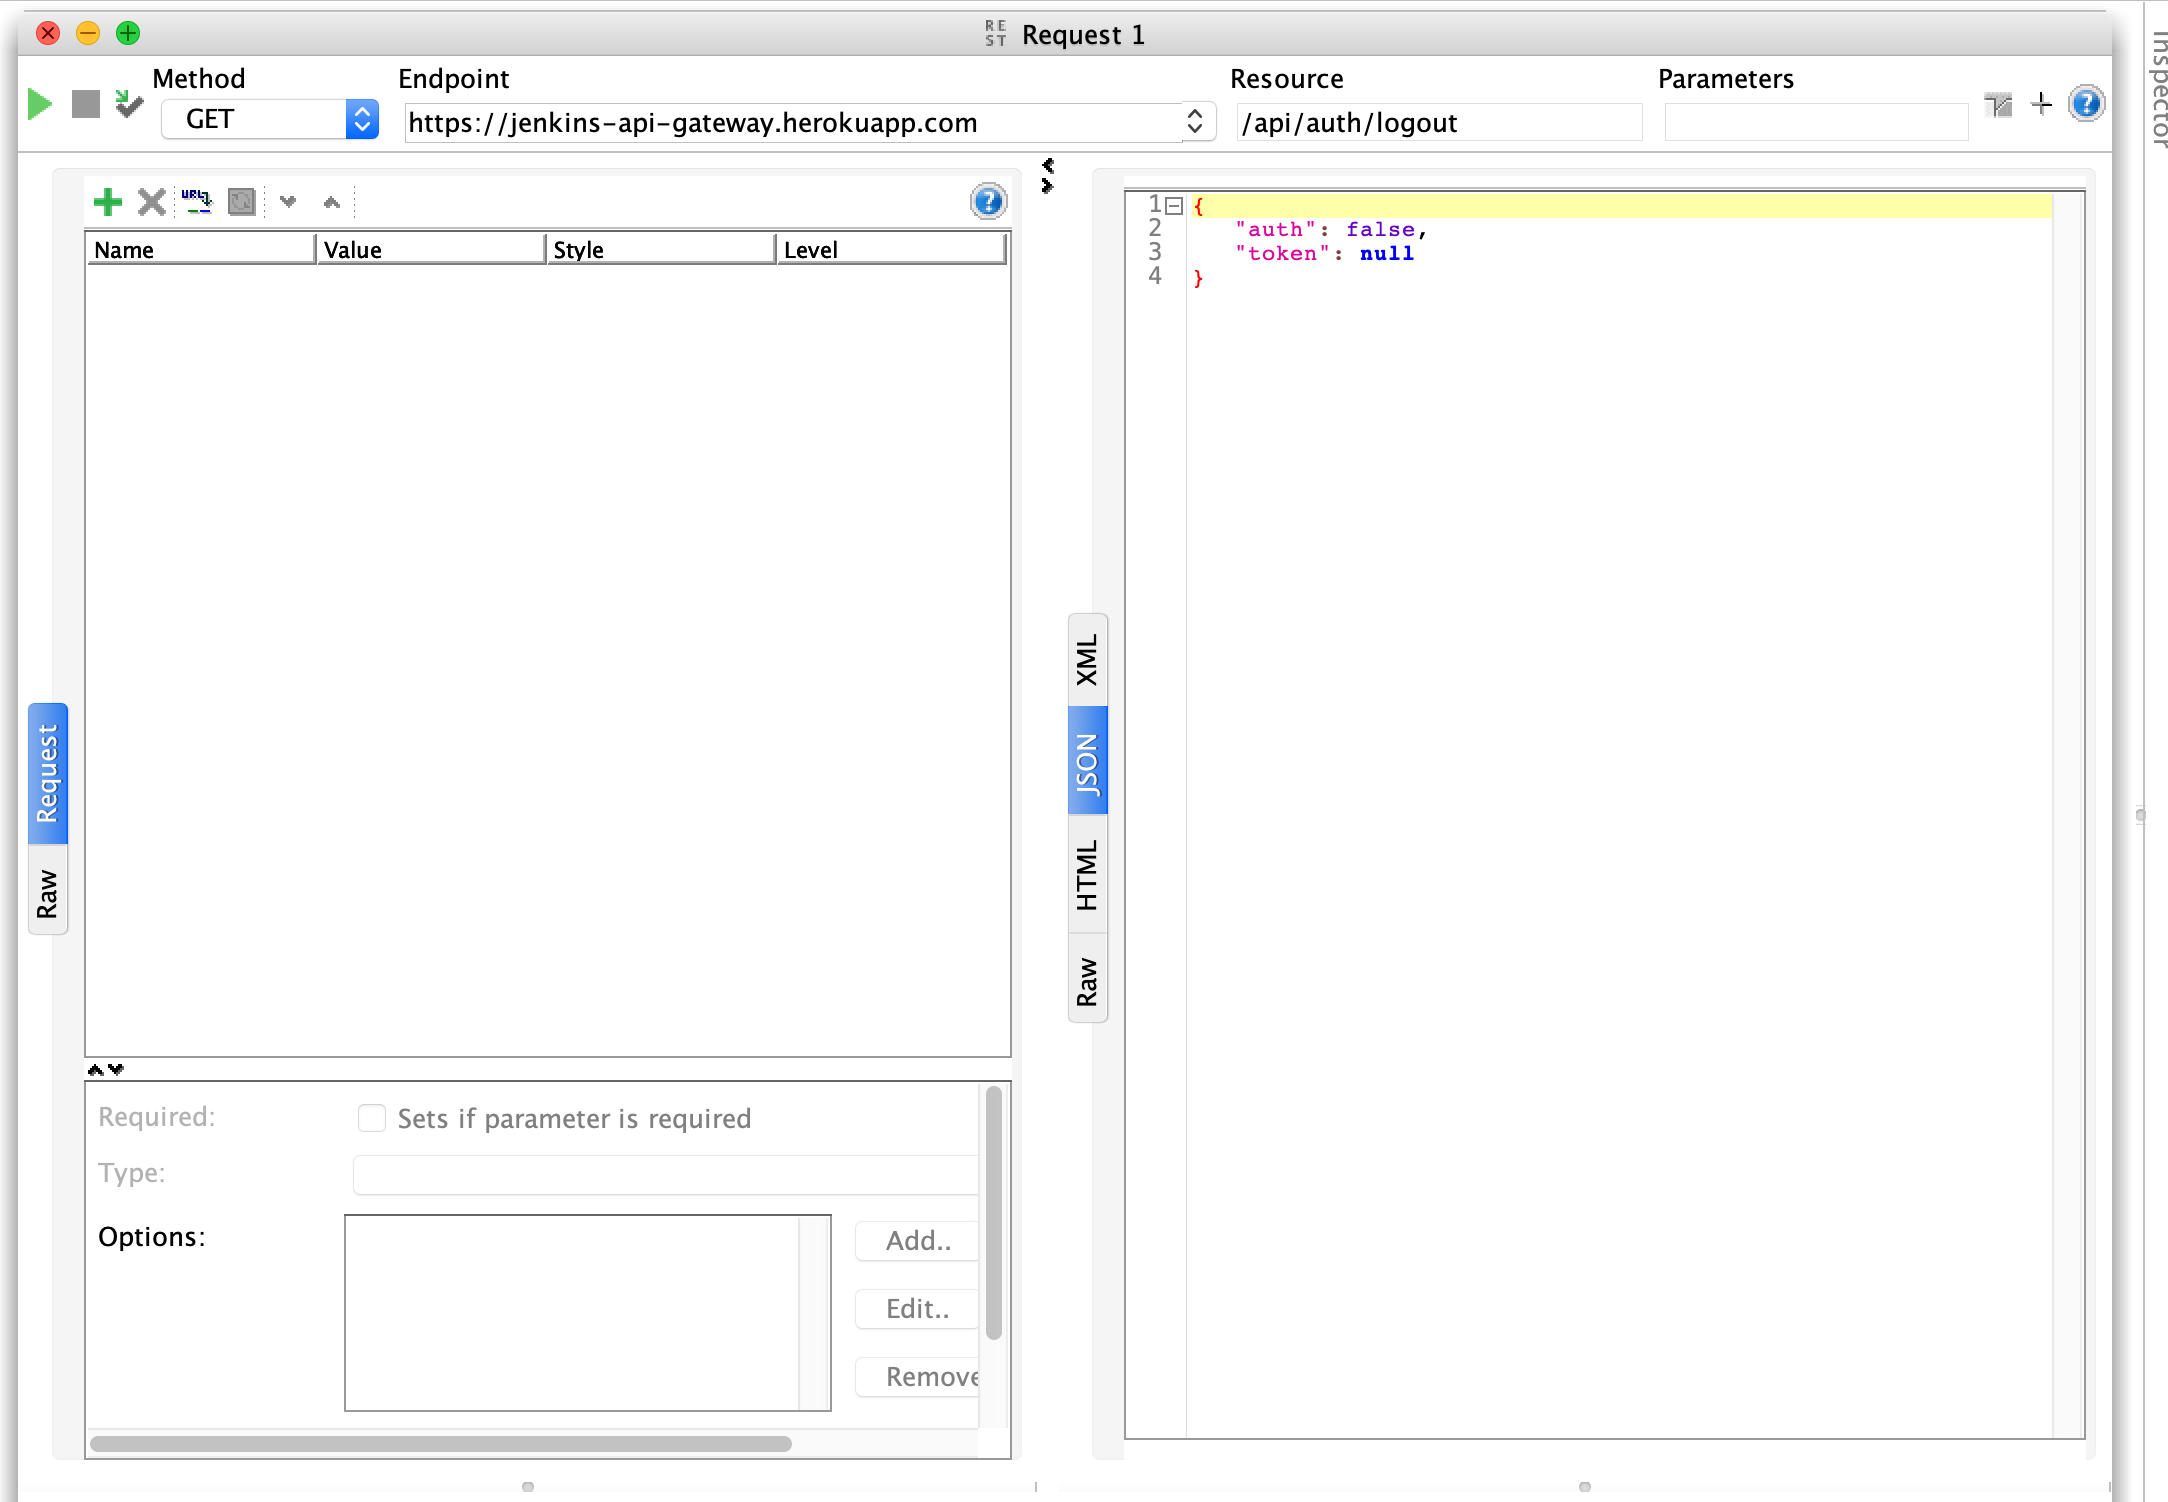 REST Request 1
Inspector
Method
Endpoint
Resource
Parameters
GET
https://jenkins-api-gateway.herokuapp.com
/api/auth/logout
URL
Name Value Style Level
Required:
Sets if parameter is required
Type:
Options:
Add..
Edit..
Remove
Request
Raw
XML
JSON
HTML
Raw
1 {
2 "auth": false,
3 "token": null
4 }